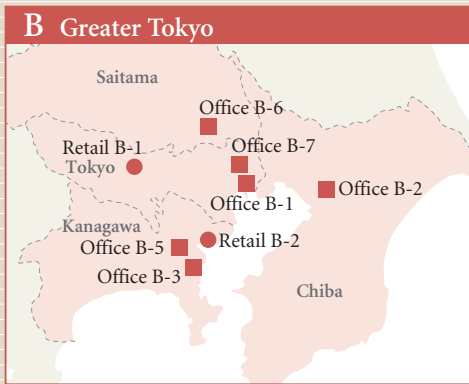 B Greater Tokyo
Saitama
Office B-6
Retail B-1
Office B-7
Tokyo
Office B-2
Office B-1
Kanagawa
Office B-5
Retail B-2
Office B-3
Chiba